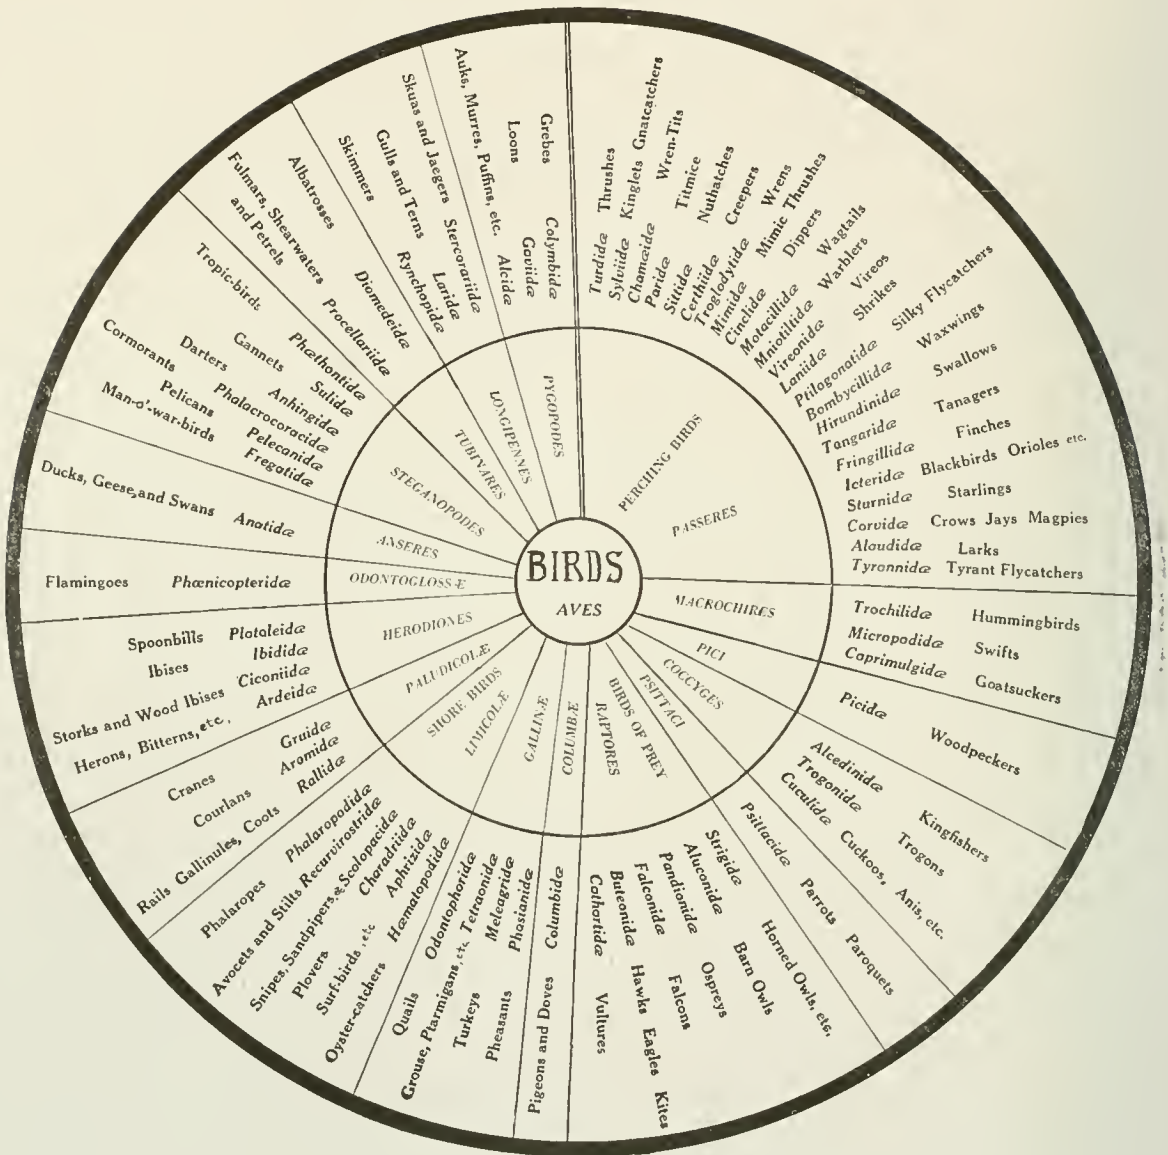 BIRDS
AVES
PERCHING BIRDS
PASSERES
Turdidæ Thrushes
Sylviidæ Kinglets Gnatcatchers
Chamæidæ Wren-Tits
Paridæ Titmice
Sittidæ Nuthatches
Certhiidæ Creepers
Troglodytidæ Wrens
Mimidæ Mimic Thrushes
Cinclidæ Dippers
Motacillidæ Wagtails
Mniotiltidæ Warblers
Vireonidæ Vireos
Laniidæ Shrikes
Ptilogonatidæ Silky Flycatchers
Bombycillidæ Waxwings
Hirundinidæ Swallows
Tangaridæ Tanagers
Fringillidæ Finches
Icteridæ Blackbirds Orioles etc.
Sturnidæ Starlings
Corvidæ Crows Jays Magpies
Alaudidæ Larks
Tyrannidæ Tyrant Flycatchers
MACROCHIRES
Trochilidæ Hummingbirds
Micropodidæ Swifts
Caprimulgidæ Goatsuckers
PICI
Picidæ Woodpeckers
COCCYGES
Alcedinidæ Kingfishers
Trogonidæ Trogons
Cuculidæ Cuckoos, Anis, etc.
PSITTACI
Psittacidæ Parrots Paroquets
BIRDS OF PREY
RAPTORES
Strigidæ Horned Owls, etc.
Aluconidæ Barn Owls
Pandionidæ Ospreys
Falconidæ Falcons
Buteonidæ Hawks Eagles Kites
Cathartidæ Vultures
COLUMBÆ
Columbidæ Pigeons and Doves
GALLINÆ
Phasianidæ Pheasants
Meleagridæ Turkeys
Grouse, Ptarmigans, etc. Tetraonidæ
Quails Odontophoridæ
SHORE BIRDS
LIMICOLÆ
Oyster-catchers Hæmatopodidæ
Surf-birds, etc Aphrizidæ
Plovers Charadriidæ
Snipes, Sandpipers,& Scolopacidæ
Avocets and Stilts Recurvirostridæ
Phalaropes Phalaropodidæ
PALUDICOLÆ
Rails Gallinules, Coots Rallidæ
Courlans Aromidæ
Cranes Gruidæ
HERODIONES
Herons, Bitterns, etc, Ardeidæ
Storks and Wood Ibises Ciconiidæ
Ibises Ibididæ
Spoonbills Plataleidæ
ODONTOGLOSSÆ
Flamingoes Phœnicopteridæ
ANSERES
Ducks, Geese, and Swans Anatidæ
STEGANOPODES
Man-o'-war-birds Fregatidæ
Pelicans Pelecanidæ
Cormorants Phalacrocoracidæ
Darters Anhingidæ
Gannets Sulidæ
Tropic-birds Phæthontidæ
TUBINARES
Fulmars, Shearwaters
and Petrels Procellariidæ
Albatrosses Diomedeidæ
LONGIPENNES
Skimmers Rynchopidæ
Gulls and Terns Laridæ
Skuas and Jaegers Stercorariidæ
PYGOPODES
Auks, Murres, Puffins, etc. Alcidæ
Loons Gaviidæ
Grebes Colymbidæ